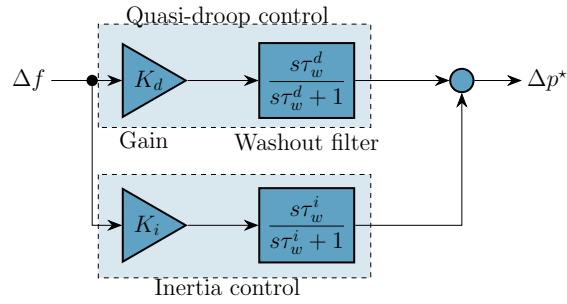 Quasi-droop control
Δf
K_d
sτ_w^d
sτ_w^d + 1
Δp⋆
Gain
Washout filter
K_i
sτ_w^i
sτ_w^i + 1
Inertia control